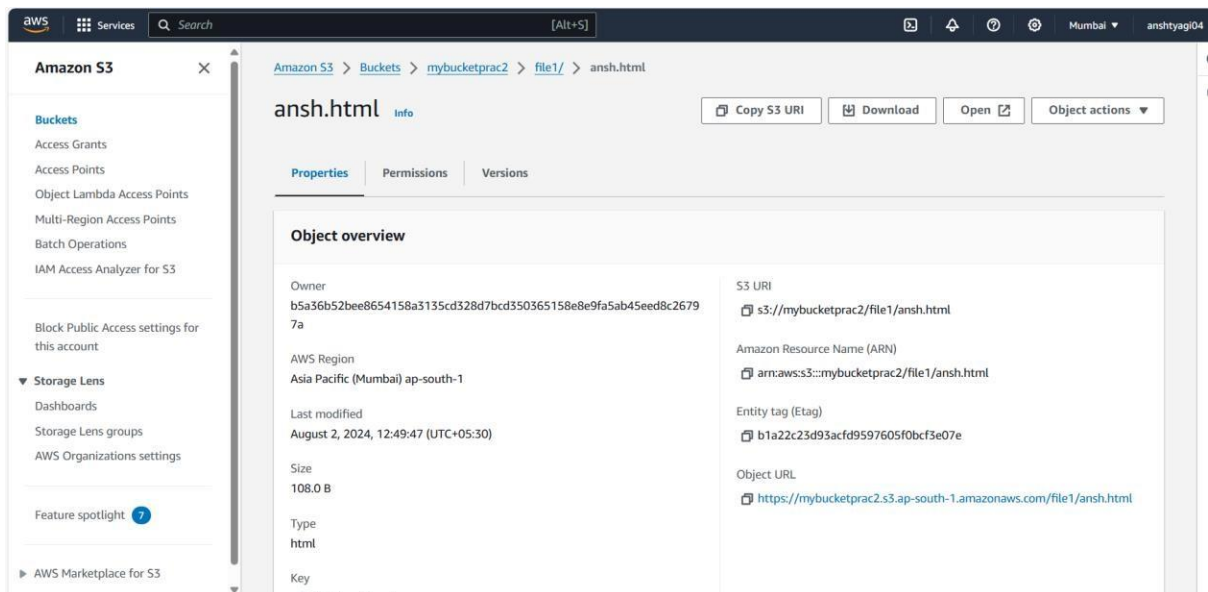 aws Services Search [Alt+S] Mumbai anshtyagi04
Amazon S3
Buckets
Access Grants
Access Points
Object Lambda Access Points
Multi-Region Access Points
Batch Operations
IAM Access Analyzer for S3
Block Public Access settings for
this account
Storage Lens
Dashboards
Storage Lens groups
AWS Organizations settings
Feature spotlight 7
AWS Marketplace for S3
Amazon S3 > Buckets > mybucketprac2 > file1/ > ansh.html
ansh.html Info
Copy S3 URI Download Open Object actions
Properties Permissions Versions
Object overview
Owner
b5a36b52bee8654158a3135cd328d7bcd350365158e8e9fa5ab45eed8c2679
7a
AWS Region
Asia Pacific (Mumbai) ap-south-1
Last modified
August 2, 2024, 12:49:47 (UTC+05:30)
Size
108.0 B
Type
html
Key
S3 URI
s3://mybucketprac2/file1/ansh.html
Amazon Resource Name (ARN)
arn:aws:s3:::mybucketprac2/file1/ansh.html
Entity tag (Etag)
b1a22c23d93acfd9597605f0bcf3e07e
Object URL
https://mybucketprac2.s3.ap-south-1.amazonaws.com/file1/ansh.html